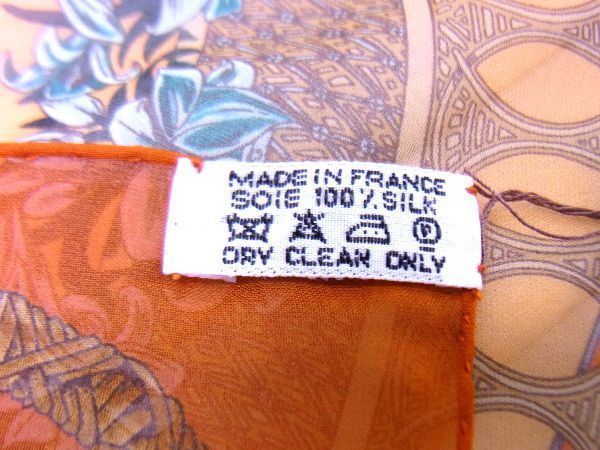 MADE IN FRANCE
SOIE 100% SILK
P
DRY CLEAN ONLY